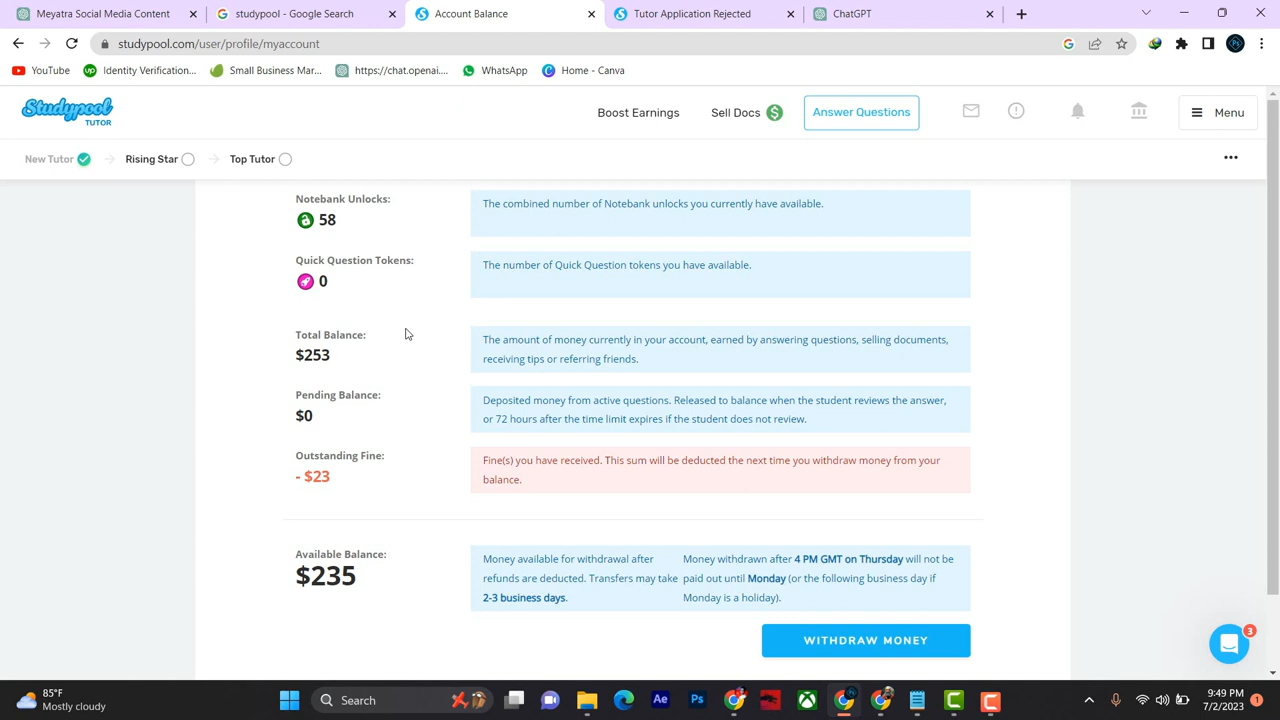 Meyatra Social Media Content
studypool - Google Search
Account Balance
Tutor Application Rejected
ChatGPT
studypool.com/user/profile/myaccount
YouTube
Identity Verification...
Small Business Mar...
https://chat.openai....
WhatsApp
Home - Canva
Studypool
TUTOR
Boost Earnings
Sell Docs
Answer Questions
Menu
New Tutor
Rising Star
Top Tutor
Notebank Unlocks:
58
The combined number of Notebank unlocks you currently have available.
Quick Question Tokens:
0
The number of Quick Question tokens you have available.
Total Balance:
$253
The amount of money currently in your account, earned by answering questions, selling documents,
receiving tips or referring friends.
Pending Balance:
$0
Deposited money from active questions. Released to balance when the student reviews the answer,
or 72 hours after the time limit expires if the student does not review.
Outstanding Fine:
- $23
Fine(s) you have received. This sum will be deducted the next time you withdraw money from your
balance.
Available Balance:
$235
Money available for withdrawal after
refunds are deducted. Transfers may take
2-3 business days.
Money withdrawn after 4 PM GMT on Thursday will not be
paid out until Monday (or the following business day if
Monday is a holiday).
WITHDRAW MONEY
3
85°F
Mostly cloudy
Search
Ae
Ps
9:49 PM
7/2/2023
1